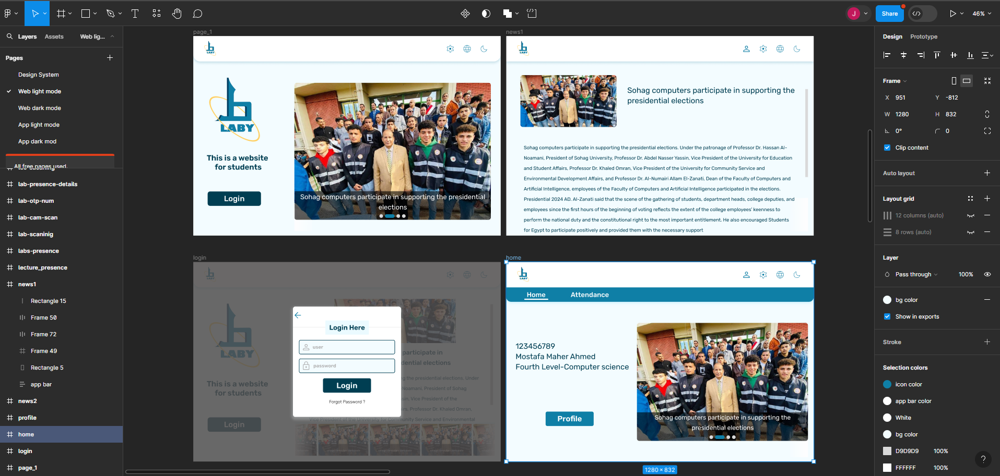 J
Share
46%
Layers
Assets
Web lig...
Pages
Design System
Web light mode
Web dark mode
App light mode
App dark mod
All free pages used.
lab-presence-details
lab-otp-num
lab-cam-scan
lab-scaninig
labs-presence
lecture_presence
news1
Rectangle 15
Frame 50
Frame 72
Frame 49
Rectangle 5
app bar
news2
profile
home
login
page_1
page_1
LABY
LABY
This is a website
for students
Login
Sohag computers participate in supporting the presidential
elections
news1
LABY
Sohag computers participate in supporting the
presidential elections
Sohag computers participate in supporting the presidential elections. Under the patronage of Professor Dr. Hassan Al-
Noamani, President of Sohag University, Professor Dr. Abdel Nasser Yassin, Vice President of the University for Education
and Student Affairs, Professor Dr. Khaled Omran, Vice President of the University for Community Service and
Environmental Development Affairs, and Professor Dr. Al-Numairi Allam El-Zanati, Dean of the Faculty of Computers and
Artificial Intelligence, employees of the Faculty of Computers and Artificial Intelligence participated in the elections.
Presidential 2024 AD. Al-Zanati said that the scene of the gathering of students, department heads, college deputies, and
employees since the first hours of the beginning of voting reflects the extent of the college employees' keenness to
perform the national duty and the constitutional right to the most important entitlement. He also encouraged Students
for Egypt to participate positively and provided them with the necessary support
login
LABY
LABY
This is a website
for students
Login
Login Here
user
password
Login
Forgot Password ?
participate in
dential elections
g the presidential elections. Under
Noamani, President of Sohag
ssin, Vice President of the
rs, Professor Dr. Khaled Omran,
Vice President of the University for Community Service and Environmental
home
LABY
Home
Attendance
123456789
Mostafa Maher Ahmed
Fourth Level-Computer science
Profile
Sohag computers participate in supporting the
presidential elections
1280 × 832
Design
Prototype
Frame
X 951
Y -812
W 1280
H 832
0°
0
Clip content
Auto layout
Layout grid
12 columns (auto)
8 rows (auto)
Layer
Pass through
100%
bg color
Show in exports
Stroke
Selection colors
icon color
app bar color
White
bg color
D9D9D9 100%
FFFFFF 100%
?